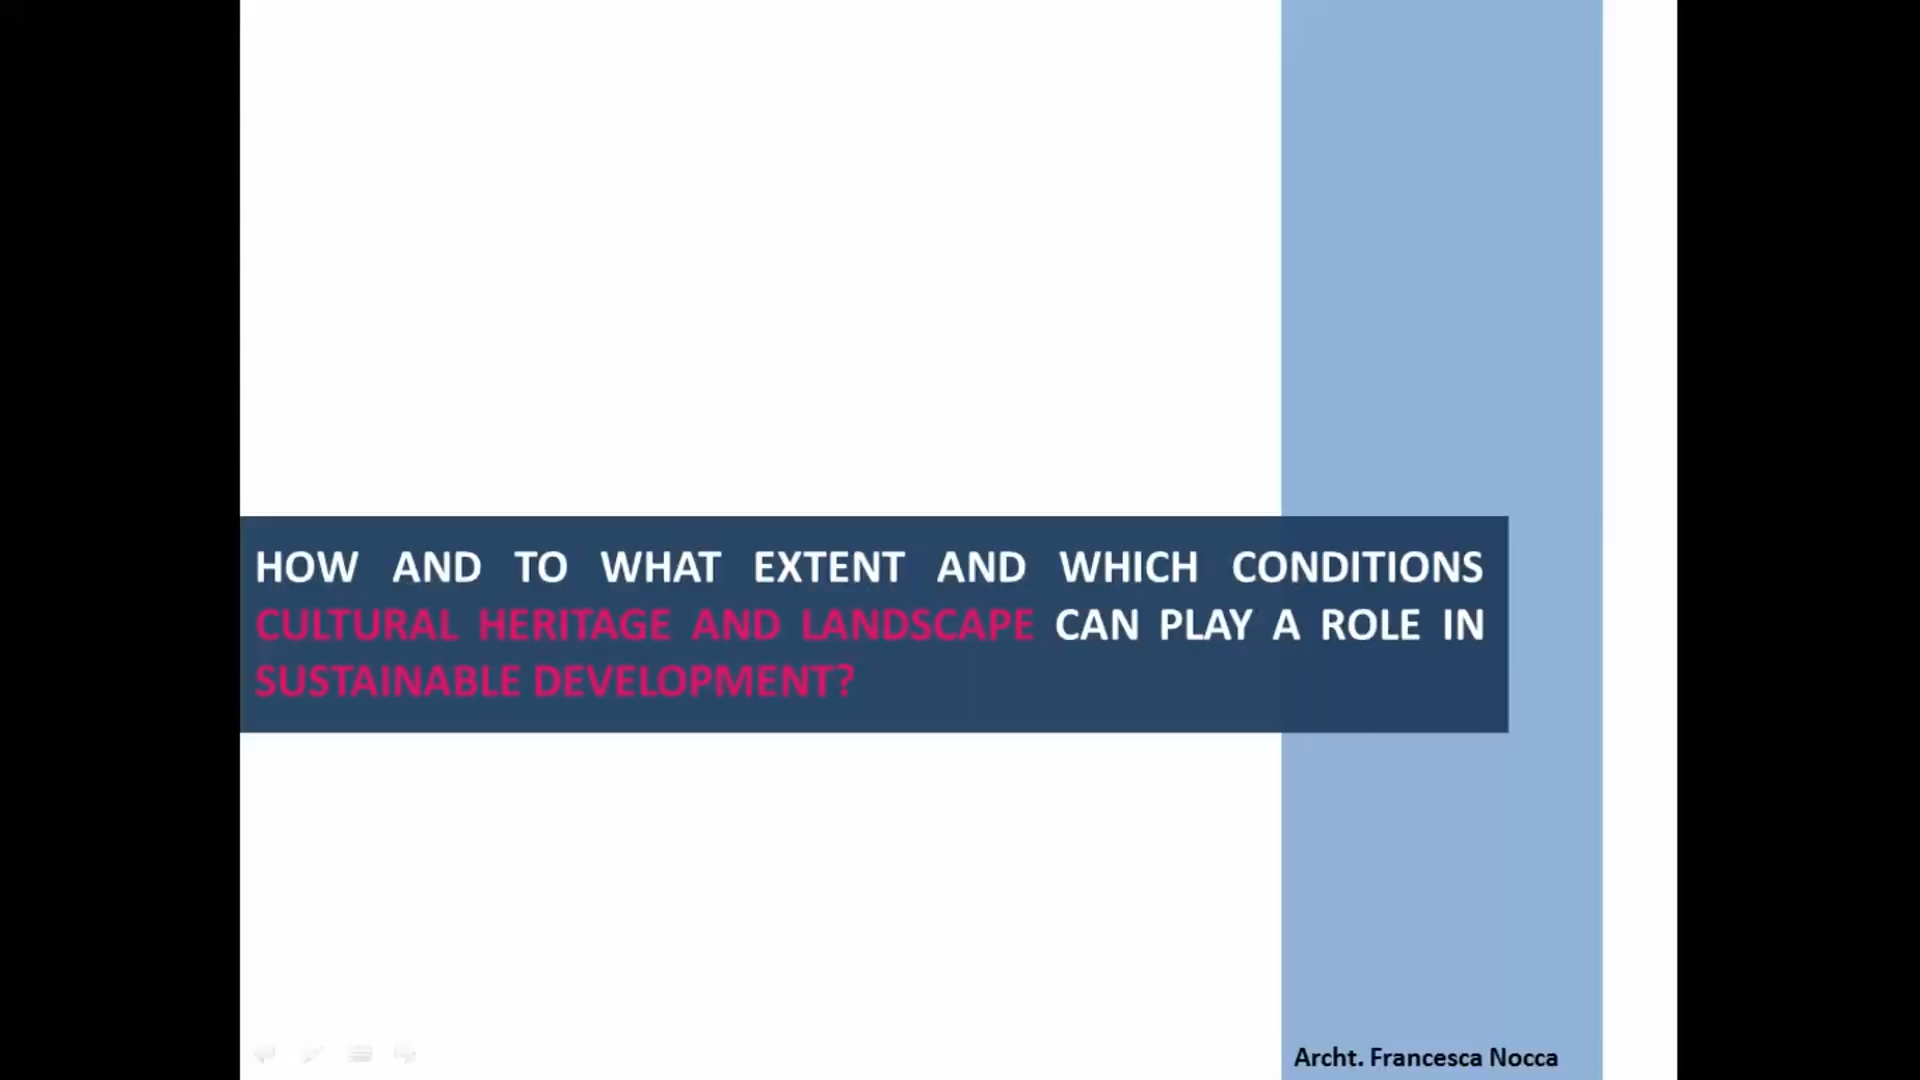 HOW AND TO WHAT EXTENT AND WHICH CONDITIONS
CULTURAL HERITAGE AND LANDSCAPE CAN PLAY A ROLE IN
SUSTAINABLE DEVELOPMENT?
Archt. Francesca Nocca